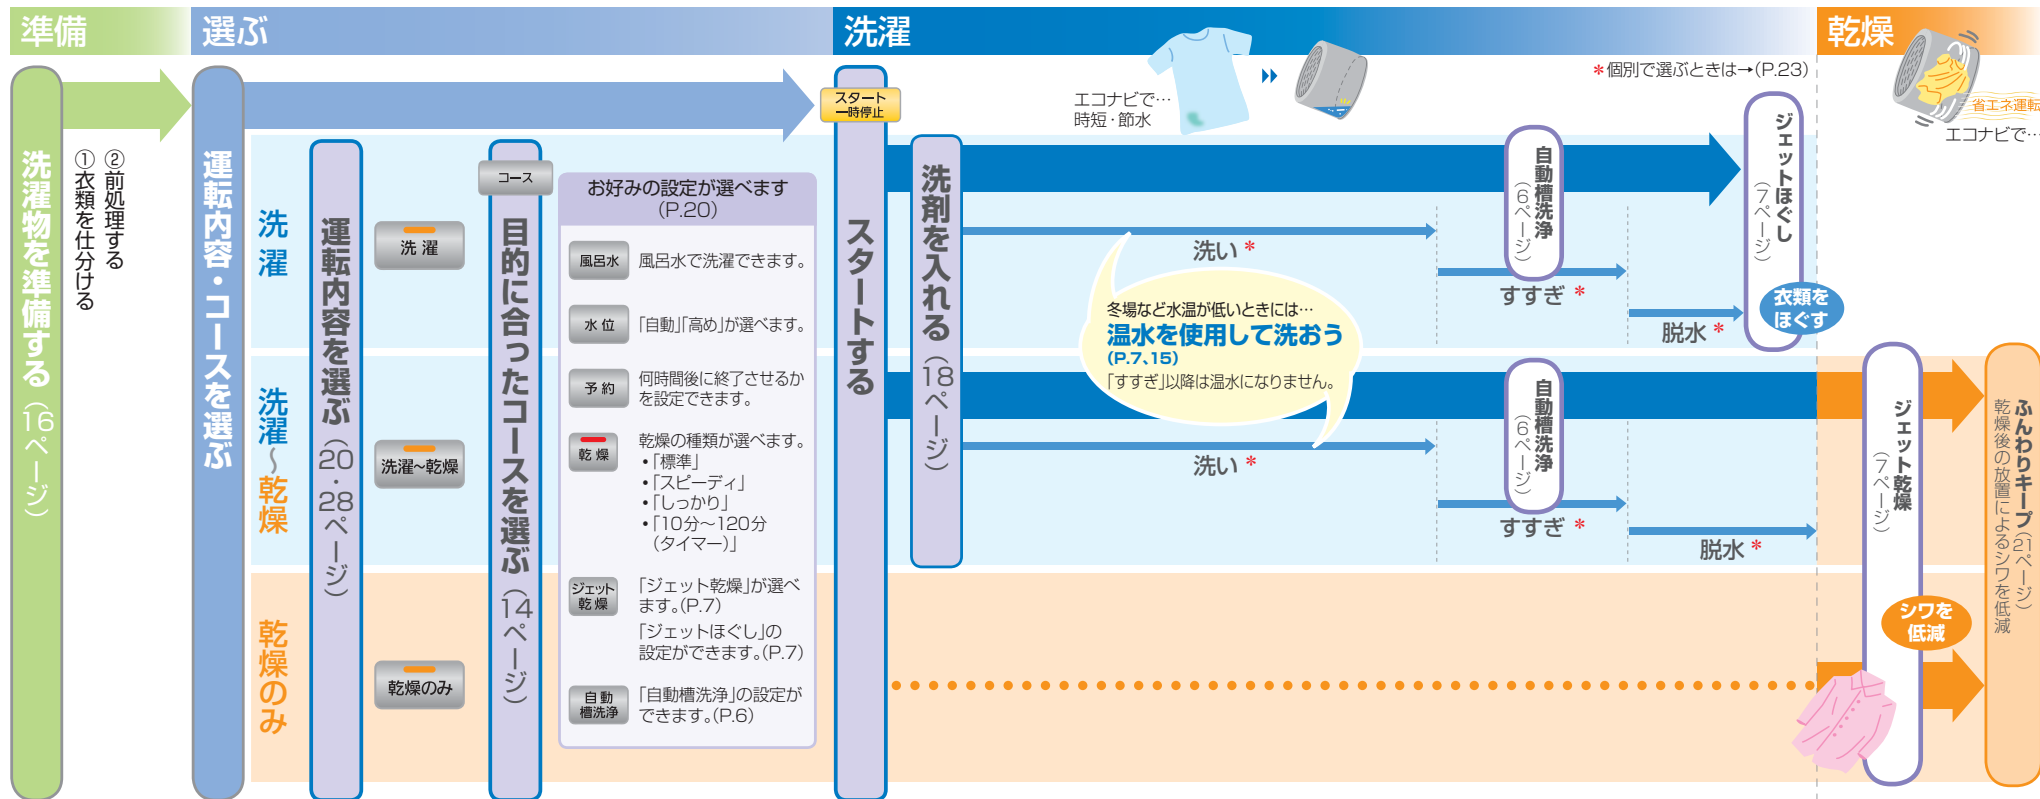 準備
選ぶ
洗濯
乾燥
洗濯物を準備する(16ページ)
①衣類を仕分ける
②前処理する
運転内容・コースを選ぶ
洗濯
洗濯~乾燥
乾燥のみ
運転内容を選ぶ(20・28ページ)
洗濯
洗濯~乾燥
乾燥のみ
コース
目的に合ったコースを選ぶ(14ページ)
お好みの設定が選べます
(P.20)
風呂水 風呂水で洗濯できます。
水位 「自動」「高め」が選べます。
予約 何時間後に終了させるか
を設定できます。
乾燥 乾燥の種類が選べます。
•「標準」
•「スピーディ」
•「しっかり」
•「10分~120分
(タイマー)」
ジェット
乾燥
「ジェット乾燥」が選べ
ます。(P.7)
「ジェットほぐし」の
設定ができます。(P.7)
自動
槽洗浄
「自動槽洗浄」の設定が
できます。(P.6)
スタート
一時停止
スタートする
洗剤を入れる(18ページ)
エコナビで…
時短・節水
*個別で選ぶときは→(P.23)
洗い*
自動槽洗浄
(6ページ)
すすぎ*
脱水*
ジェットほぐし
(7ページ)
衣類を
ほぐす
冬場など水温が低いときには…
温水を使用して洗おう
(P.7、15)
「すすぎ」以降は温水になりません。
洗い*
自動槽洗浄
(6ページ)
すすぎ*
脱水*
省エネ運転
エコナビで…
ジェット乾燥
(7ページ)
シワを
低減
ふんわりキープ(21ページ)
乾燥後の放置によるシワを低減